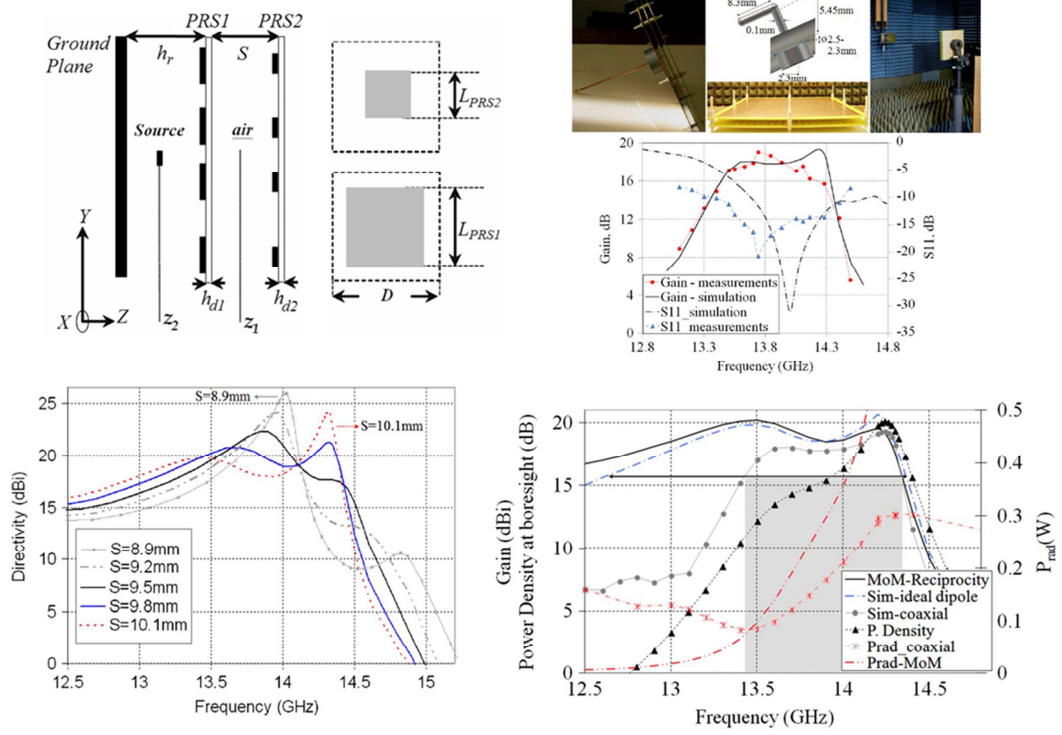 PRS1 PRS2
Ground
Plane
h_r
S
Source
air
L_PRS2
L_PRS1
D
Y
X
Z
z_2
z_1
h_d1
h_d2
8.3mm
5.45mm
0.1mm
2.5-
2.3mm
2.3mm
Gain, dB
20
16
12
8
4
0
Gain - measurements
Gain - simulation
S11_simulation
S11_measurements
S11, dB
0
-5
-10
-15
-20
-25
-30
-35
12.8 13.3 13.8 14.3 14.8
Frequency (GHz)
Directivity (dBi)
25
20
15
10
5
0
S=8.9mm
S=10.1mm
S=8.9mm
S=9.2mm
S=9.5mm
S=9.8mm
S=10.1mm
12.5 13 13.5 14 14.5 15
Frequency (GHz)
Gain (dBi)
Power Density at boresight (dB)
20
15
10
5
0
MoM-Reciprocity
Sim-ideal dipole
Sim-coaxial
P. Density
Prad_coaxial
Prad-MoM
P_rad(W)
0.5
0.4
0.3
0.2
0.1
0
12.5 13 13.5 14 14.5
Frequency (GHz)